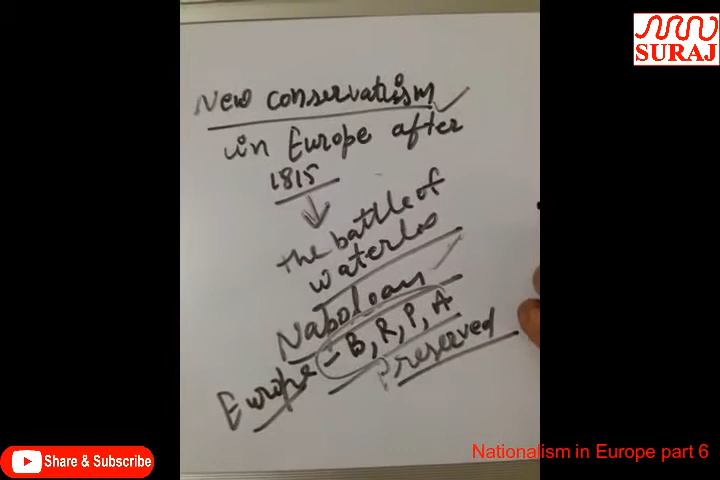 SURAJ
New conservatism
in Europe after
1815
The battle of
waterloo
Naboloan
Europe - B, R, P, A
Preserved
Share & Subscribe
Nationalism in Europe part 6